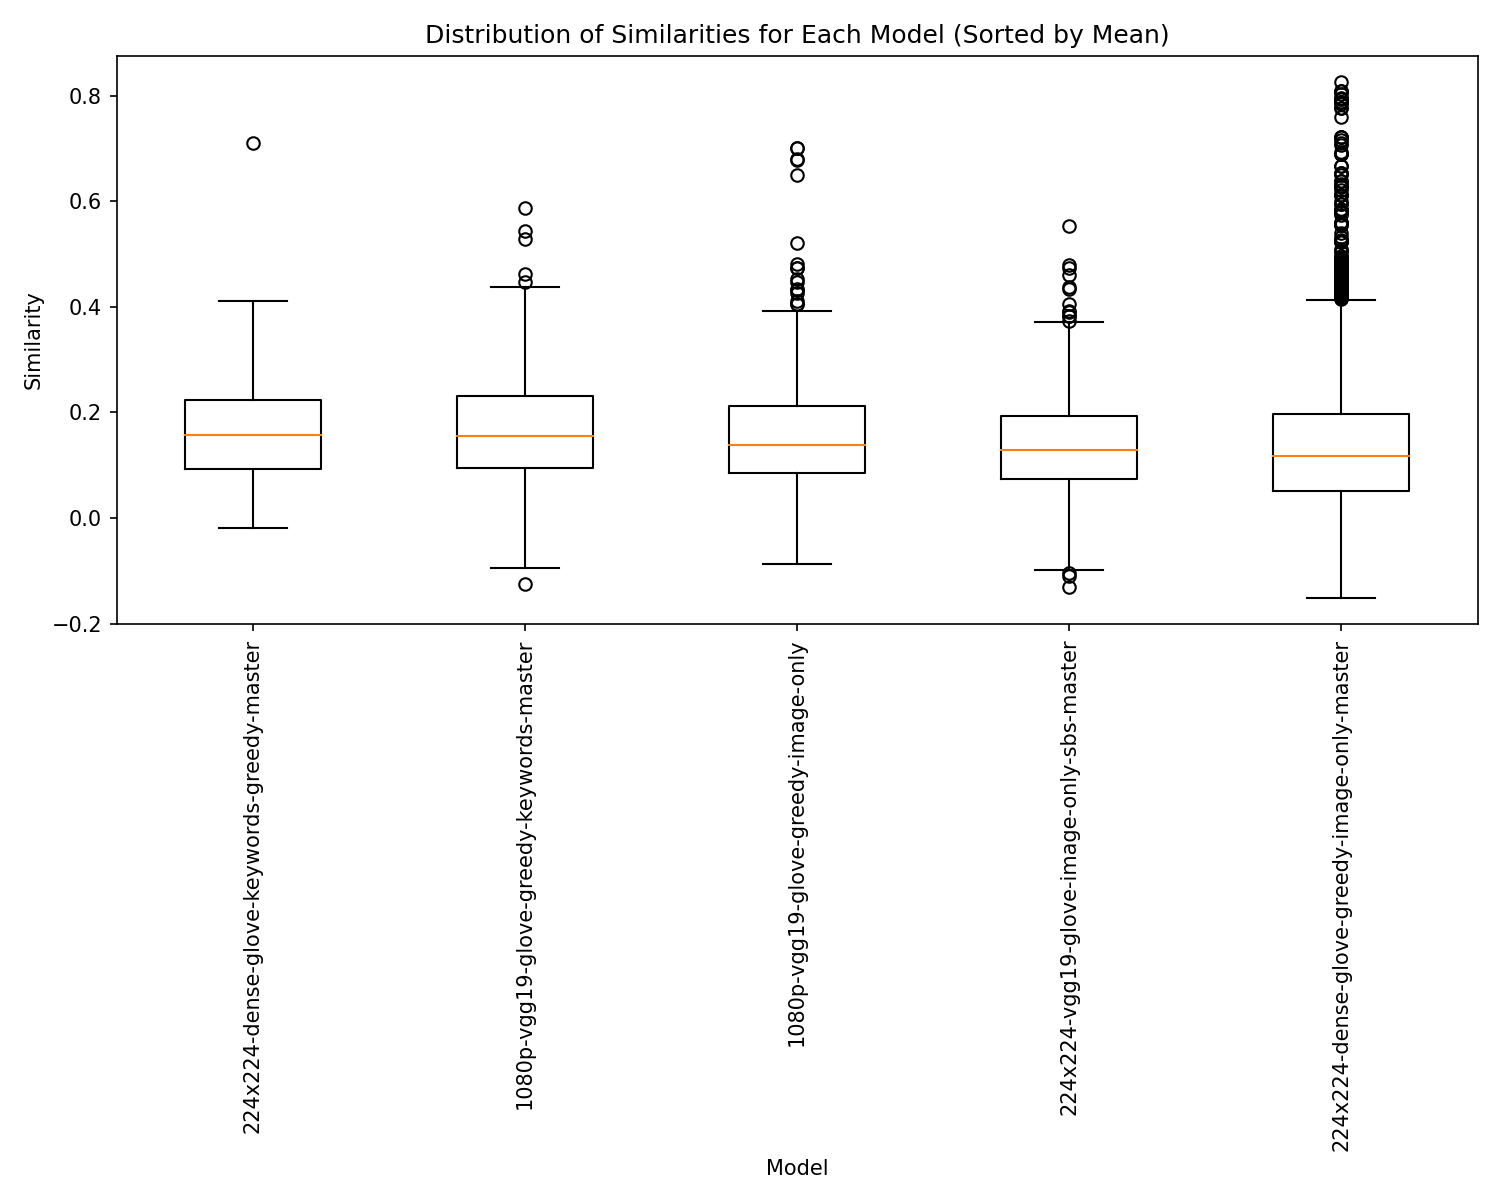 Distribution of Similarities for Each Model (Sorted by Mean)
0.8
0.6
0.4
0.2
0.0
−0.2
Similarity
224x224-dense-glove-keywords-greedy-master
1080p-vgg19-glove-greedy-keywords-master
1080p-vgg19-glove-greedy-image-only
224x224-vgg19-glove-image-only-sbs-master
224x224-dense-glove-greedy-image-only-master
Model